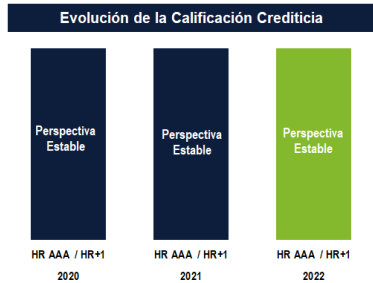 Evolución de la Calificación Crediticia
Perspectiva Estable
Perspectiva Estable
Perspectiva Estable
HR AAA / HR+1
HR AAA / HR+1
HR AAA / HR+1
2020
2021
2022